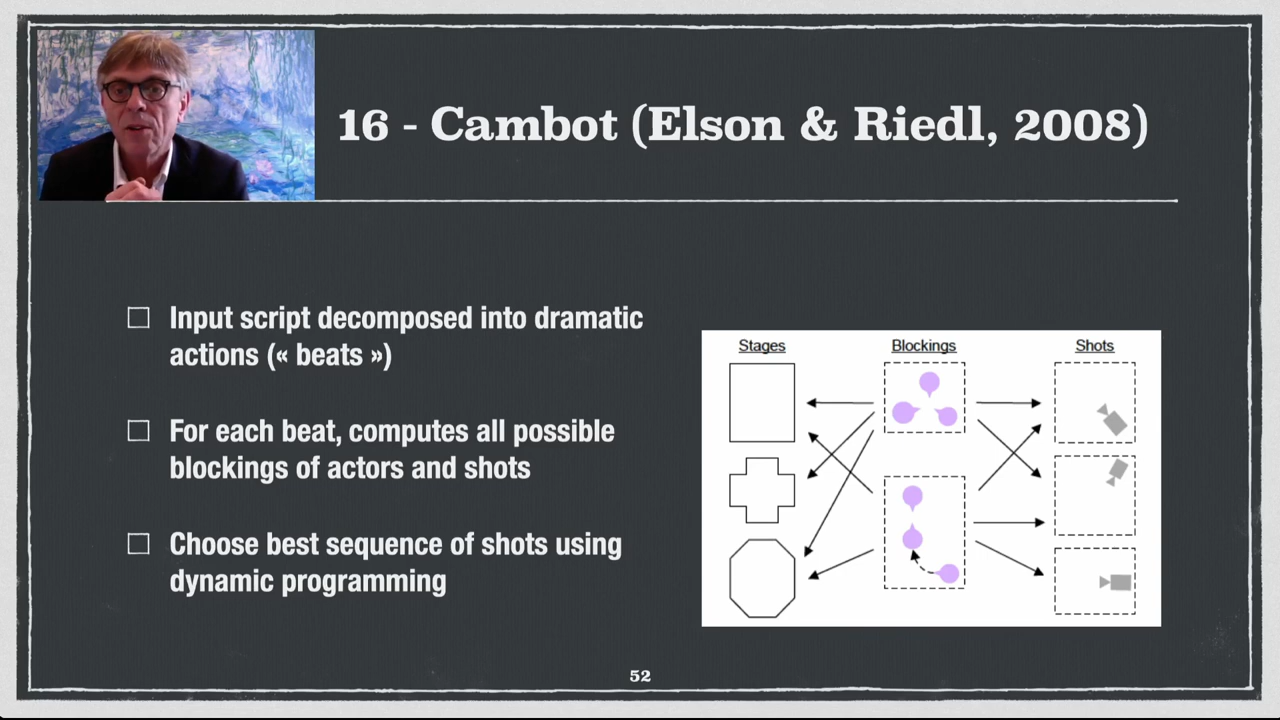 16 - Cambot (Elson & Riedl, 2008)
☐ Input script decomposed into dramatic
actions (« beats »)
☐ For each beat, computes all possible
blockings of actors and shots
☐ Choose best sequence of shots using
dynamic programming
Stages Blockings Shots
52